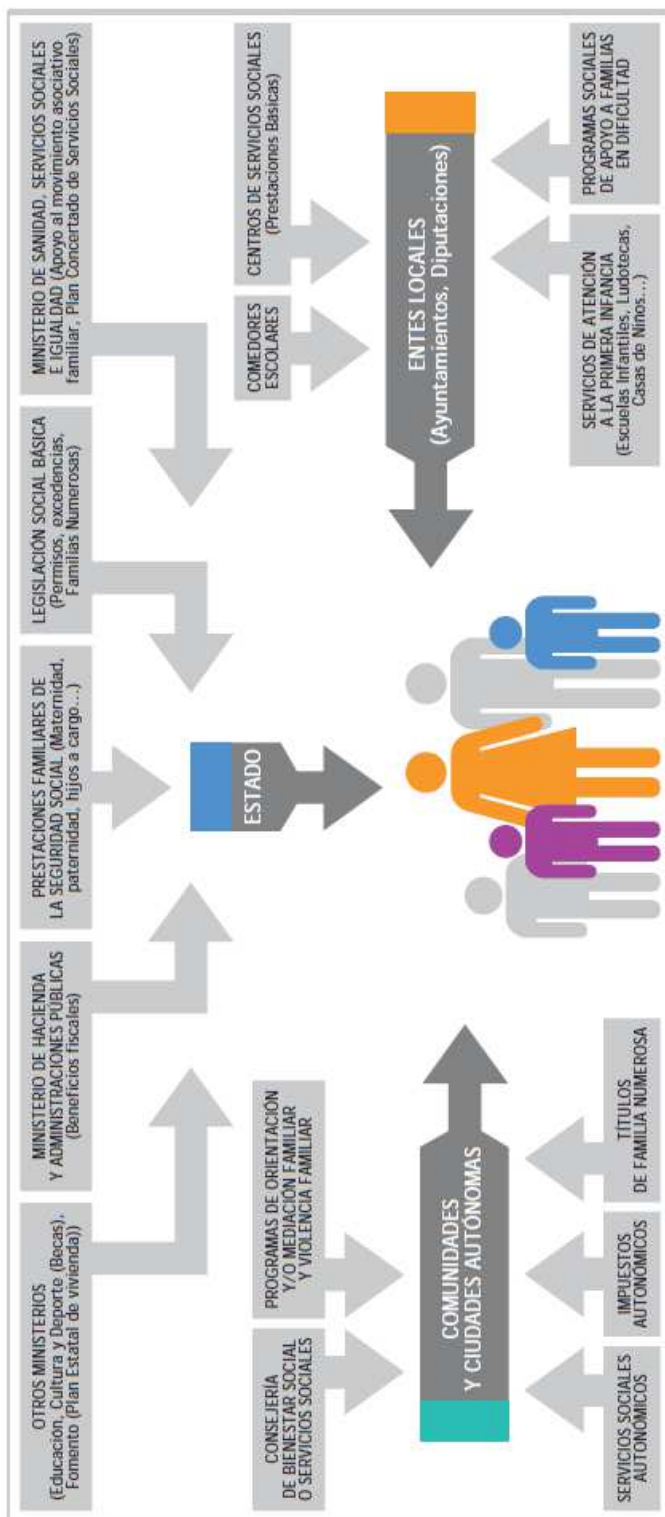 OTROS MINISTERIOS
(Educación, Cultura y Deporte (Becas),
Fomento (Plan Estatal de vivienda))
MINISTERIO DE HACIENDA
Y ADMINISTRACIONES PÚBLICAS
(Beneficios fiscales)
PRESTACIONES FAMILIARES DE
LA SEGURIDAD SOCIAL (Maternidad,
paternidad, hijos a cargo...)
LEGISLACIÓN SOCIAL BÁSICA
(Permisos, excedencias,
Familias Numerosas)
MINISTERIO DE SANIDAD, SERVICIOS SOCIALES
E IGUALDAD (Apoyo al movimiento asociativo
familiar, Plan Concertado de Servicios Sociales)
ESTADO
CONSEJERÍA
DE BIENESTAR SOCIAL
O SERVICIOS SOCIALES
PROGRAMAS DE ORIENTACIÓN
Y/O MEDIACIÓN FAMILIAR
Y VIOLENCIA FAMILIAR
COMUNIDADES
Y CIUDADES AUTÓNOMAS
SERVICIOS SOCIALES
AUTONÓMICOS
IMPUESTOS
AUTONÓMICOS
TÍTULOS
DE FAMILIA NUMEROSA
COMEDORES
ESCOLARES
CENTROS DE SERVICIOS SOCIALES
(Prestaciones Básicas)
ENTES LOCALES
(Ayuntamientos, Diputaciones)
SERVICIOS DE ATENCIÓN
A LA PRIMERA INFANCIA
(Escuelas Infantiles, Ludotecas,
Casas de Niños...)
PROGRAMAS SOCIALES
DE APOYO A FAMILIAS
EN DIFICULTAD